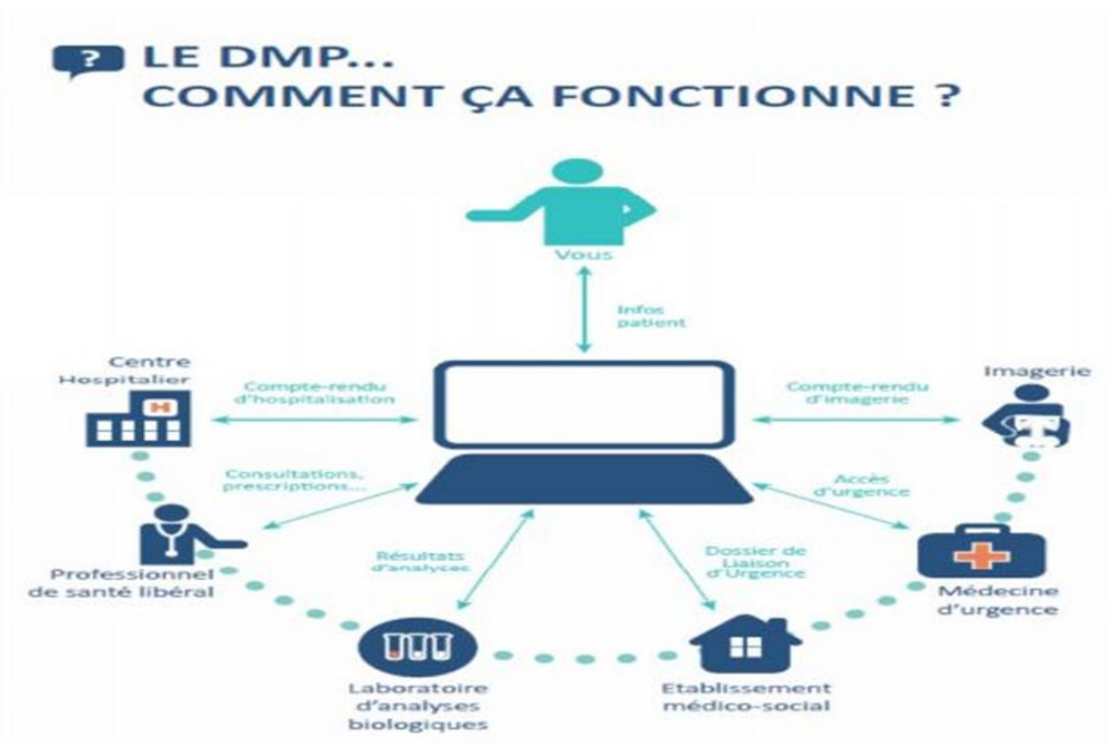 ?
LE DMP...
COMMENT ÇA FONCTIONNE ?
Vous
Infos
patient
Centre
Hospitalier
H
Compte-rendu
d'hospitalisation
Compte-rendu
d'imagerie
Imagerie
Consultations,
prescriptions...
Accès
d'urgence
Professionnel
de santé libéral
Résultats
d'analyses
Dossier de
Liaison
d'Urgence
Médecine
d'urgence
Laboratoire
d'analyses
biologiques
Etablissement
médico-social